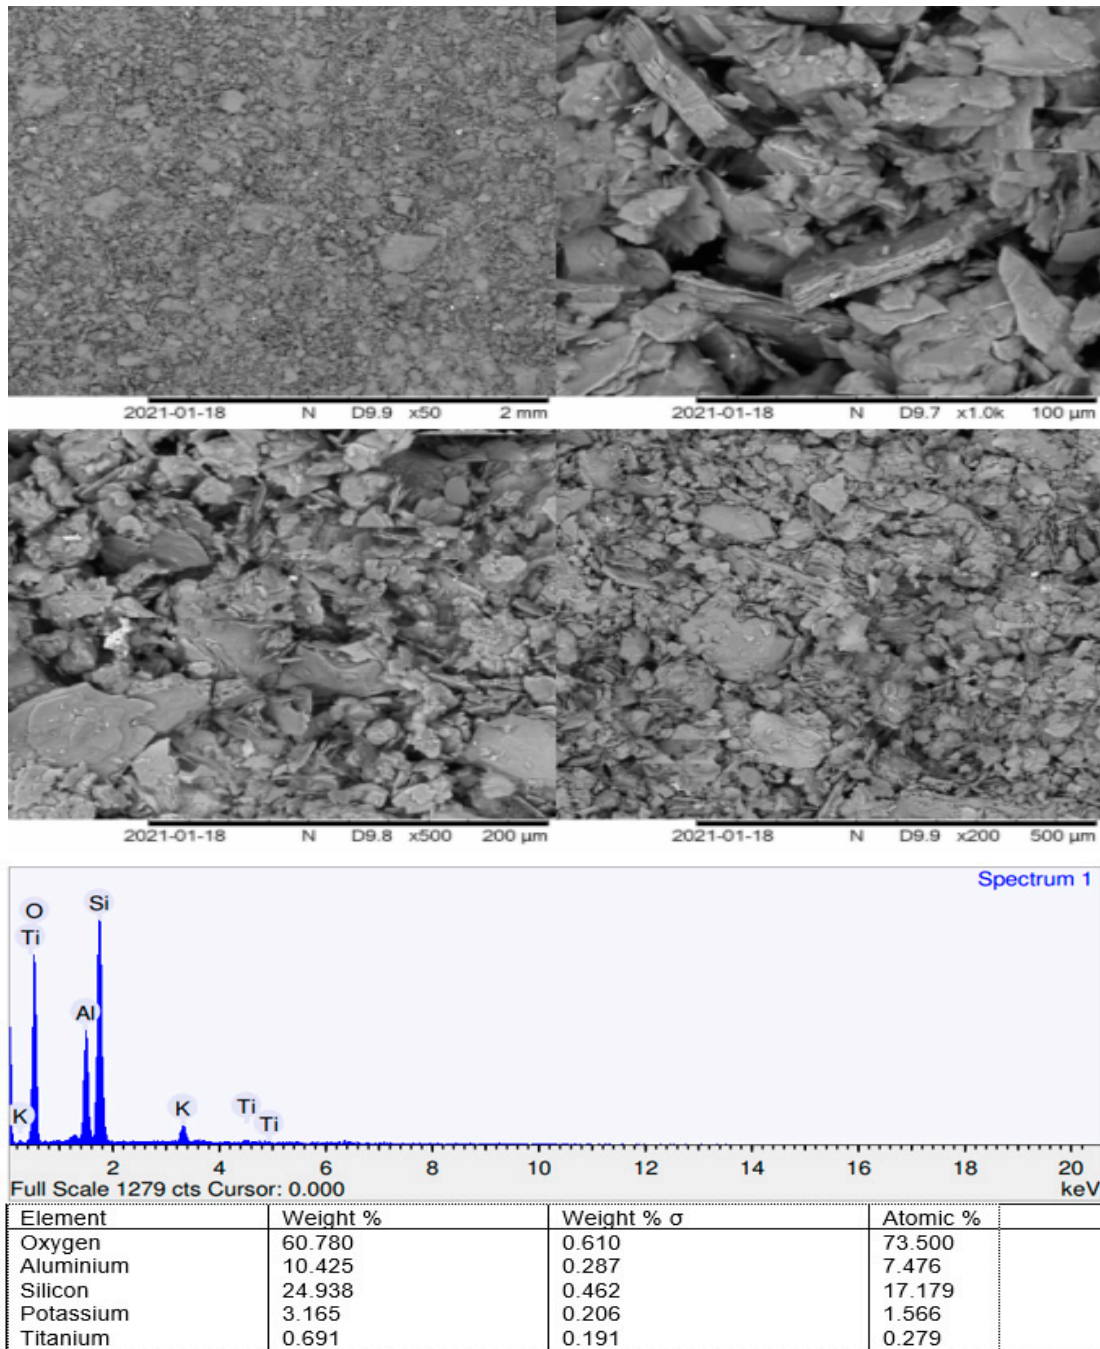 2021-01-18 N D9.9 x50 2 mm
2021-01-18 N D9.7 x1.0k 100 µm
2021-01-18 N D9.8 x500 200 µm
2021-01-18 N D9.9 x200 500 µm
Spectrum 1
O Si
Ti
Al
K K Ti Ti
2 4 6 8 10 12 14 16 18 20
Full Scale 1279 cts Cursor: 0.000 keV
Element Weight % Weight % σ Atomic %
Oxygen 60.780 0.610 73.500
Aluminium 10.425 0.287 7.476
Silicon 24.938 0.462 17.179
Potassium 3.165 0.206 1.566
Titanium 0.691 0.191 0.279